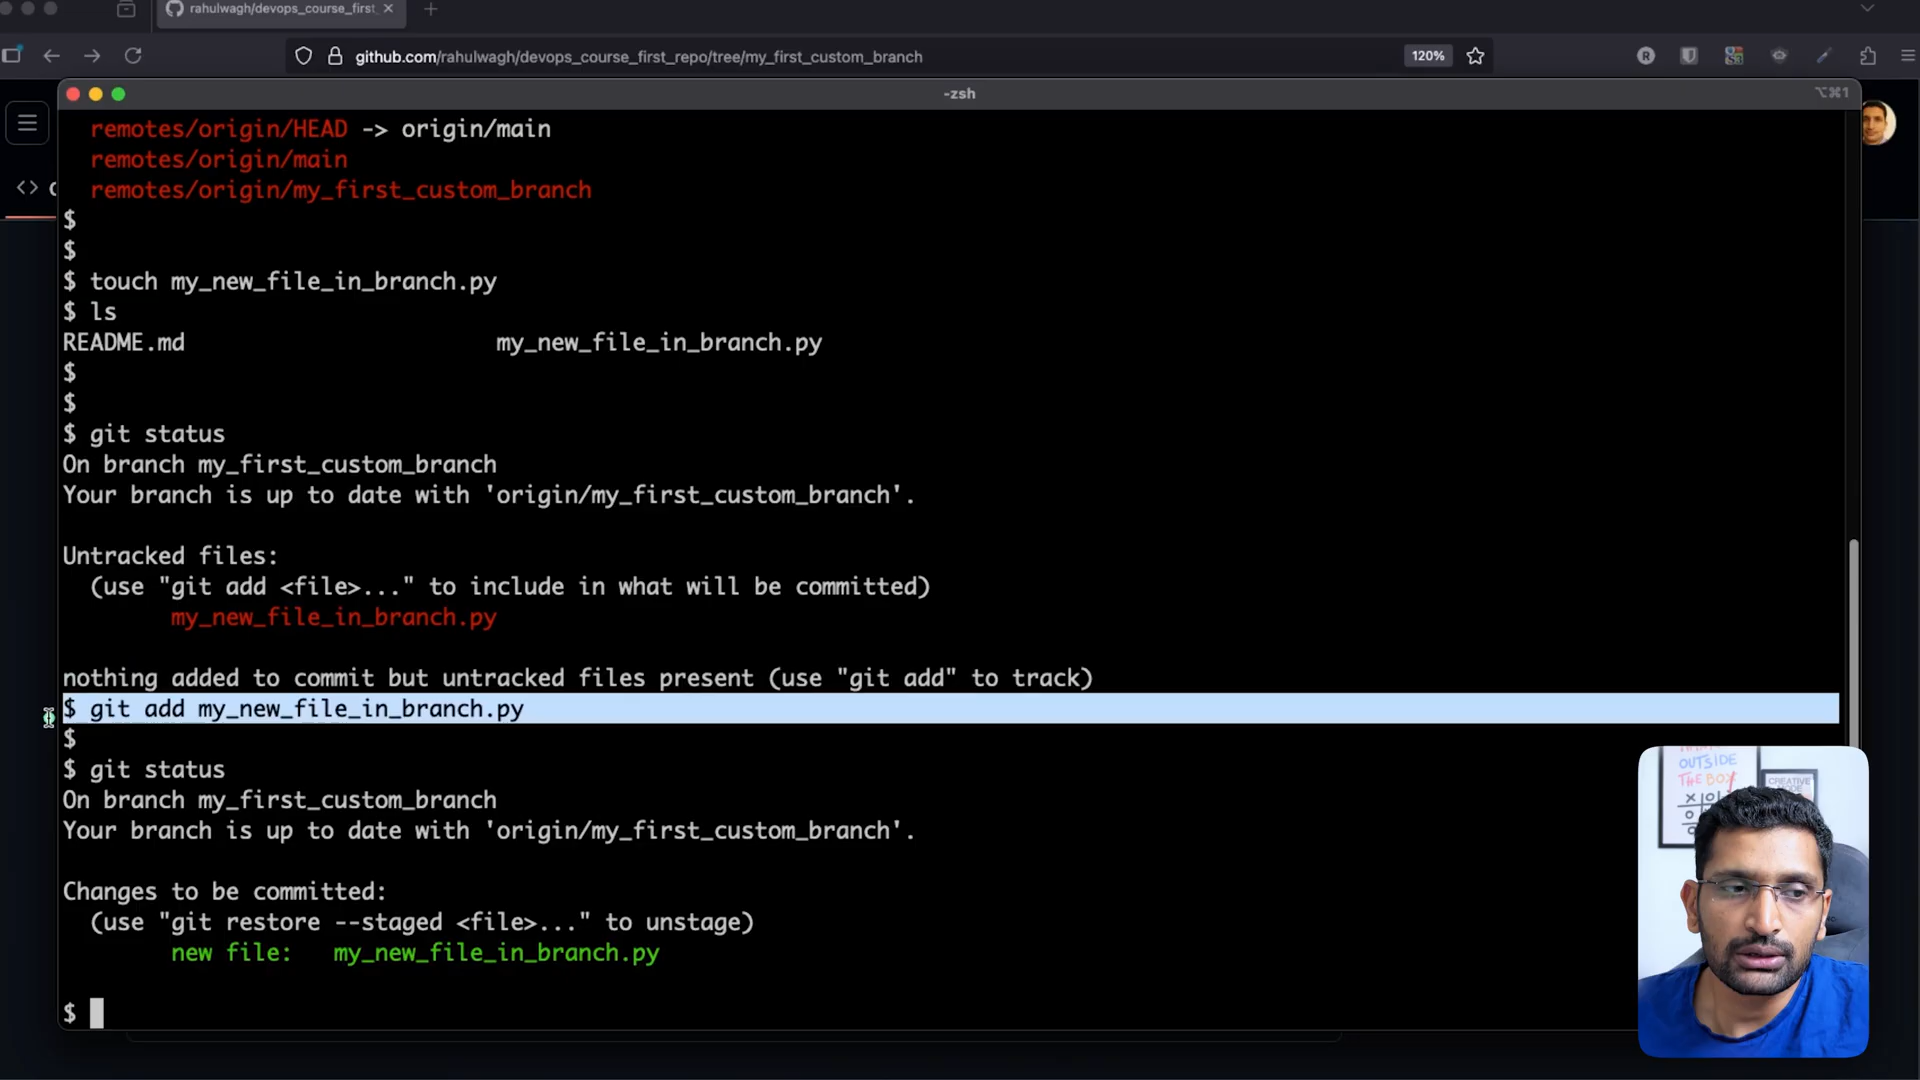 rahulwagh/devops_course_first_
github.com/rahulwagh/devops_course_first_repo/tree/my_first_custom_branch
120%
R
-zsh
⌥⌘1
remotes/origin/HEAD -> origin/main
remotes/origin/main
remotes/origin/my_first_custom_branch
$
$
$ touch my_new_file_in_branch.py
$ ls
README.md my_new_file_in_branch.py
$
$
$ git status
On branch my_first_custom_branch
Your branch is up to date with 'origin/my_first_custom_branch'.
Untracked files:
(use "git add <file>..." to include in what will be committed)
my_new_file_in_branch.py
nothing added to commit but untracked files present (use "git add" to track)
$ git add my_new_file_in_branch.py
$
$ git status
On branch my_first_custom_branch
Your branch is up to date with 'origin/my_first_custom_branch'.
Changes to be committed:
(use "git restore --staged <file>..." to unstage)
new file: my_new_file_in_branch.py
$
OUTSIDE
THE BOX
CREATIVE